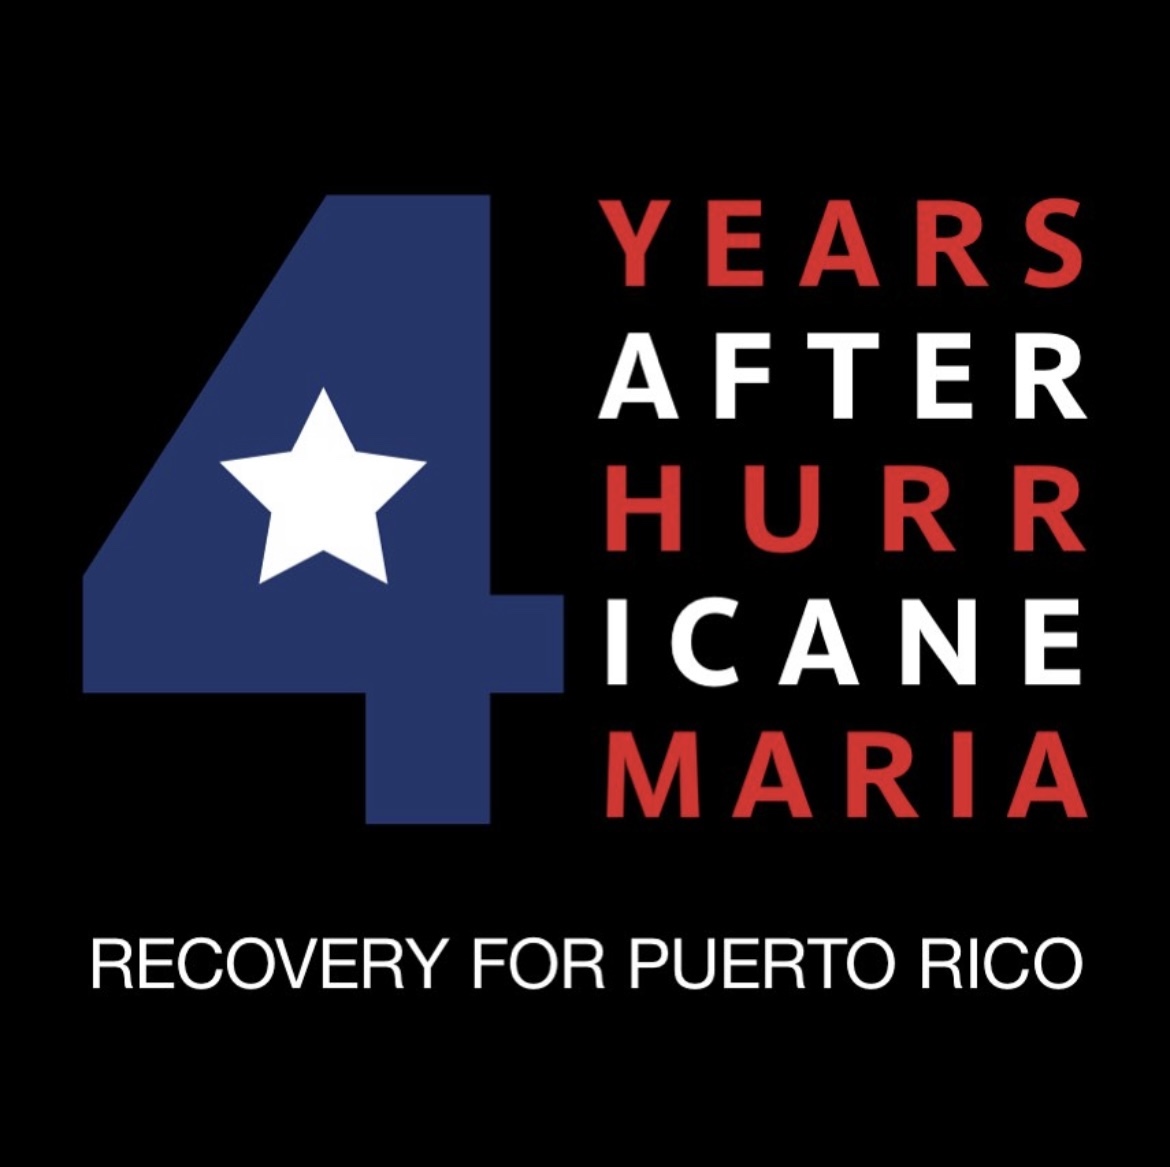 4
YEARS
AFTER
HURR
ICANE
MARIA
RECOVERY FOR PUERTO RICO